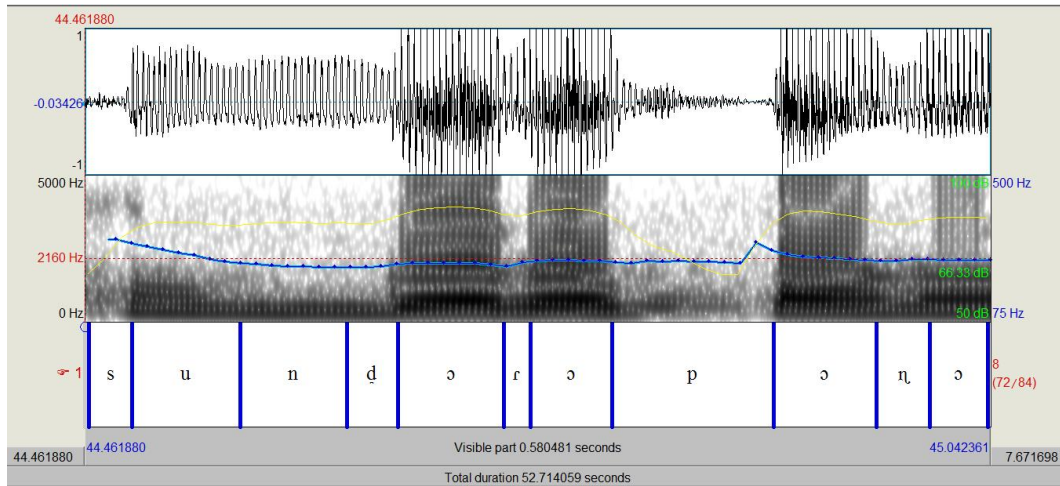 44.461880
1
-0.03426
-1
5000 Hz
2160 Hz
0 Hz
100 dB
500 Hz
66.33 dB
50 dB
75 Hz
☞ 1
s u n d̪ ɔ ɾ ɔ p ɔ ɳ ɔ
8
(72/84)
44.461880 Visible part 0.580481 seconds 45.042361
44.461880 7.671698
Total duration 52.714059 seconds